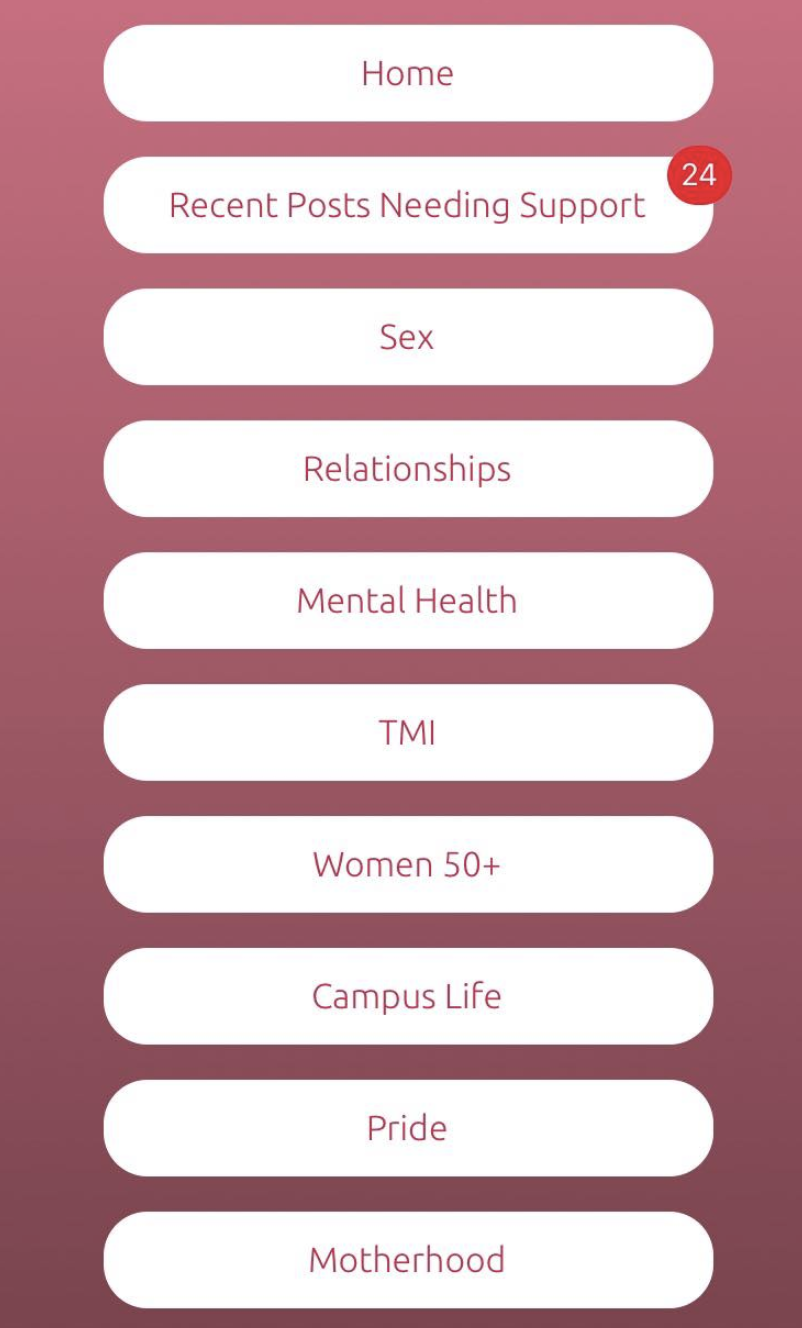 Home
24
Recent Posts Needing Support
Sex
Relationships
Mental Health
TMI
Women 50+
Campus Life
Pride
Motherhood